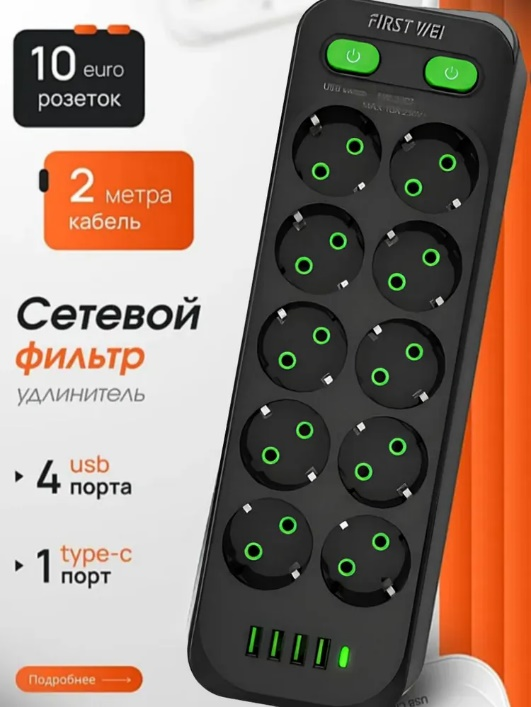 FIRST WEI
10 euro
розеток
2 метра
кабель
Сетевой
фильтр
удлинитель
4 usb
порта
1 type-c
порт
Подробнее